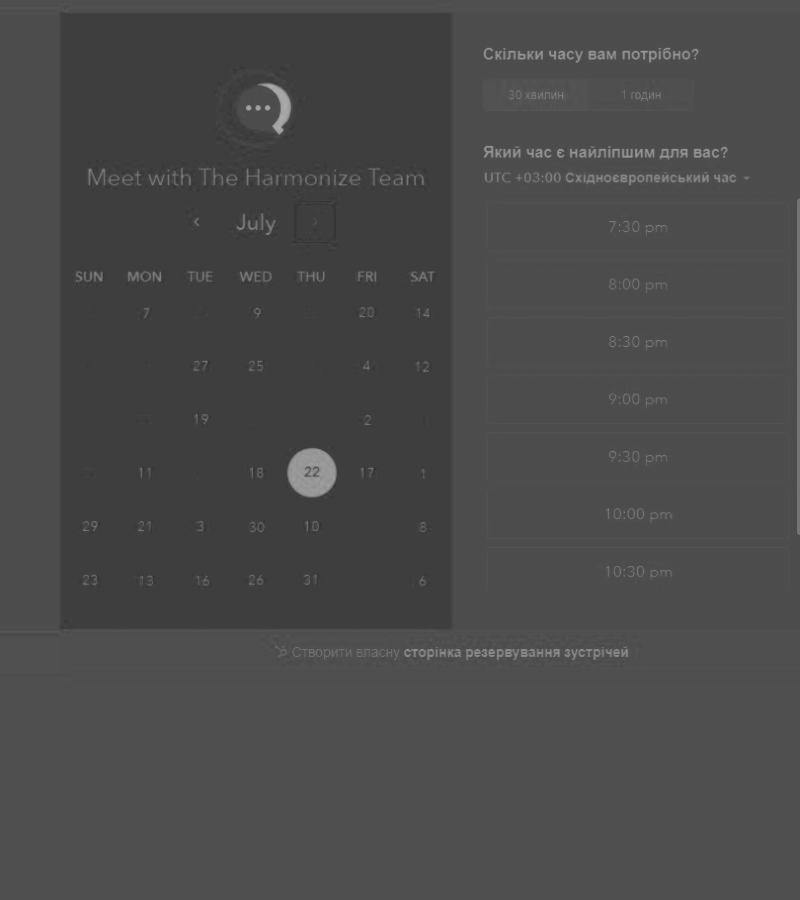 Meet with The Harmonize Team
July
SUN MON TUE WED THU FRI SAT
7 9 20 14
27 25 4 12
19 2
11 18 22 17 1
29 21 3 30 10 8
23 13 16 26 31 6
Скільки часу вам потрібно?
30 хвилин 1 годин
Який час є найліпшим для вас?
UTC +03:00 Східноєвропейський час
7:30 pm
8:00 pm
8:30 pm
9:00 pm
9:30 pm
10:00 pm
10:30 pm
Створити власну сторінка резервування зустрічей